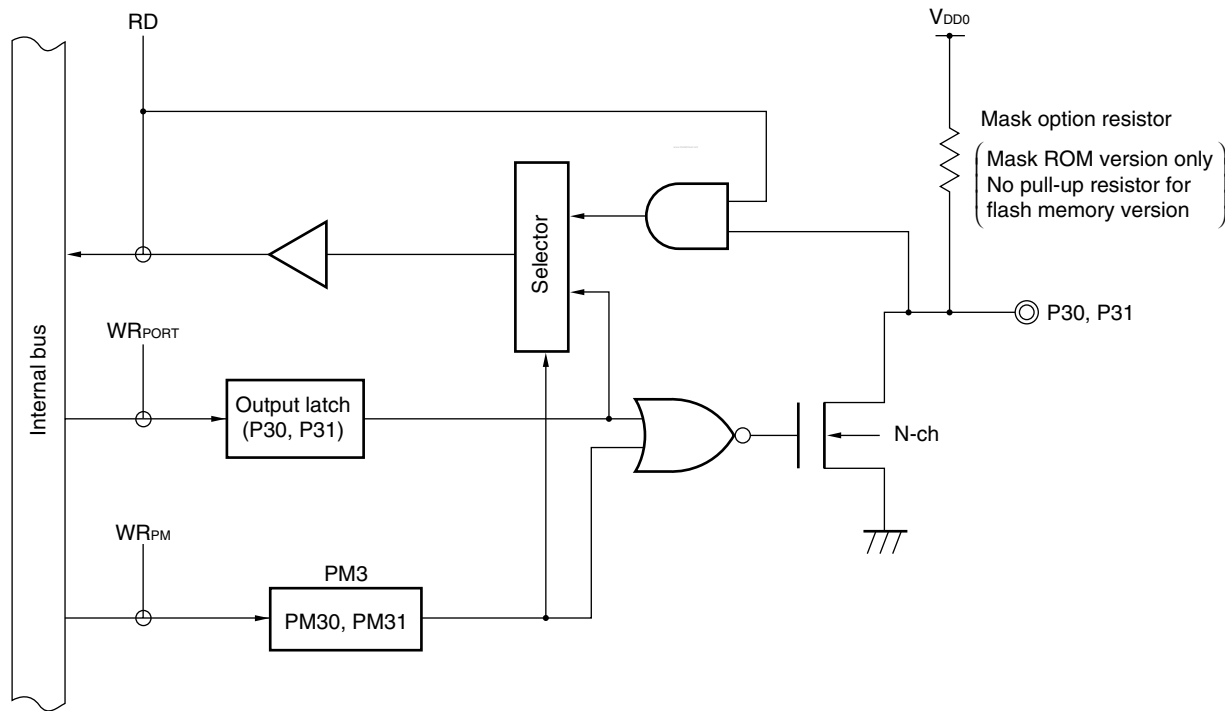 RD
VDD0
Mask option resistor
Mask ROM version only
No pull-up resistor for
flash memory version
Selector
P30, P31
WRPORT
Internal bus
Output latch
(P30, P31)
N-ch
WRPM
PM3
PM30, PM31